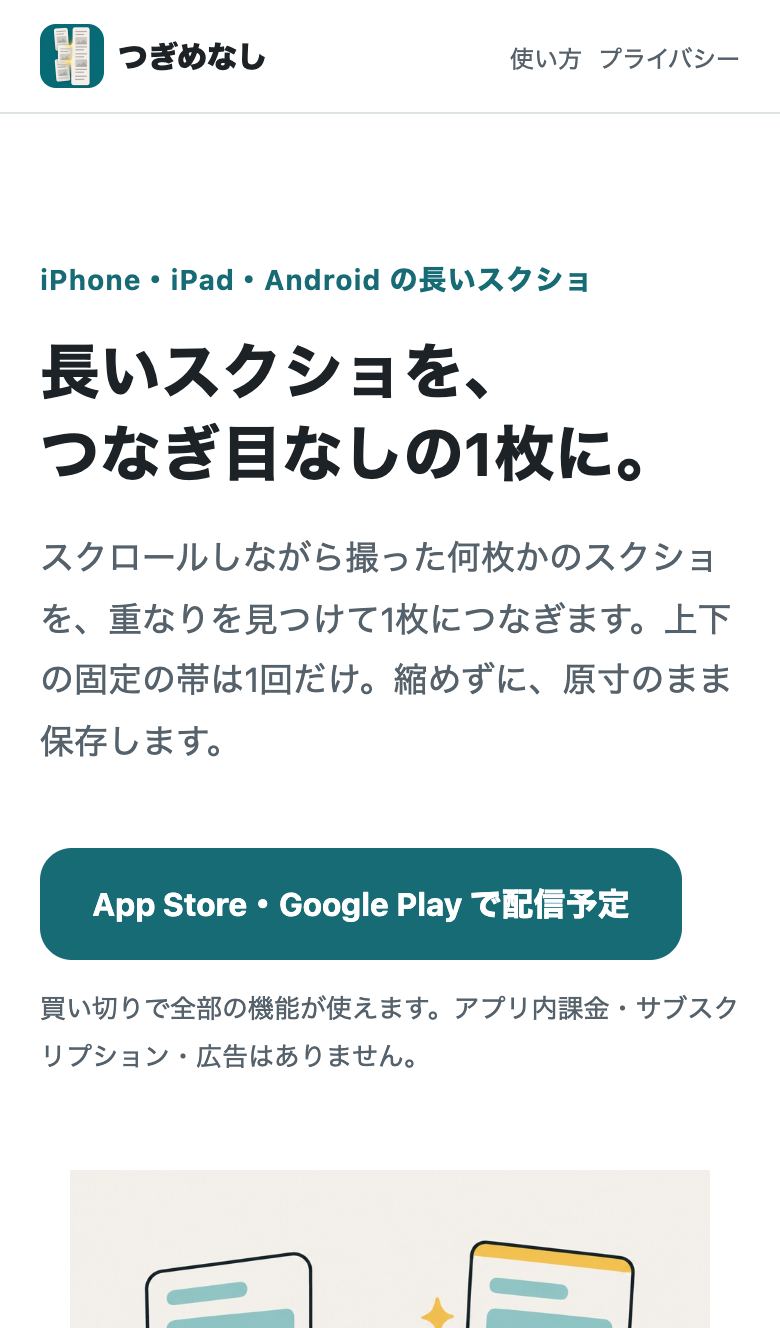 つぎめなし
使い方 プライバシー
iPhone・iPad・Android の長いスクショ
長いスクショを、
つなぎ目なしの1枚に。
スクロールしながら撮った何枚かのスクショ
を、重なりを見つけて1枚につなぎます。上下
の固定の帯は1回だけ。縮めずに、原寸のまま
保存します。
App Store・Google Play で配信予定
買い切りで全部の機能が使えます。アプリ内課金・サブスク
リプション・広告はありません。